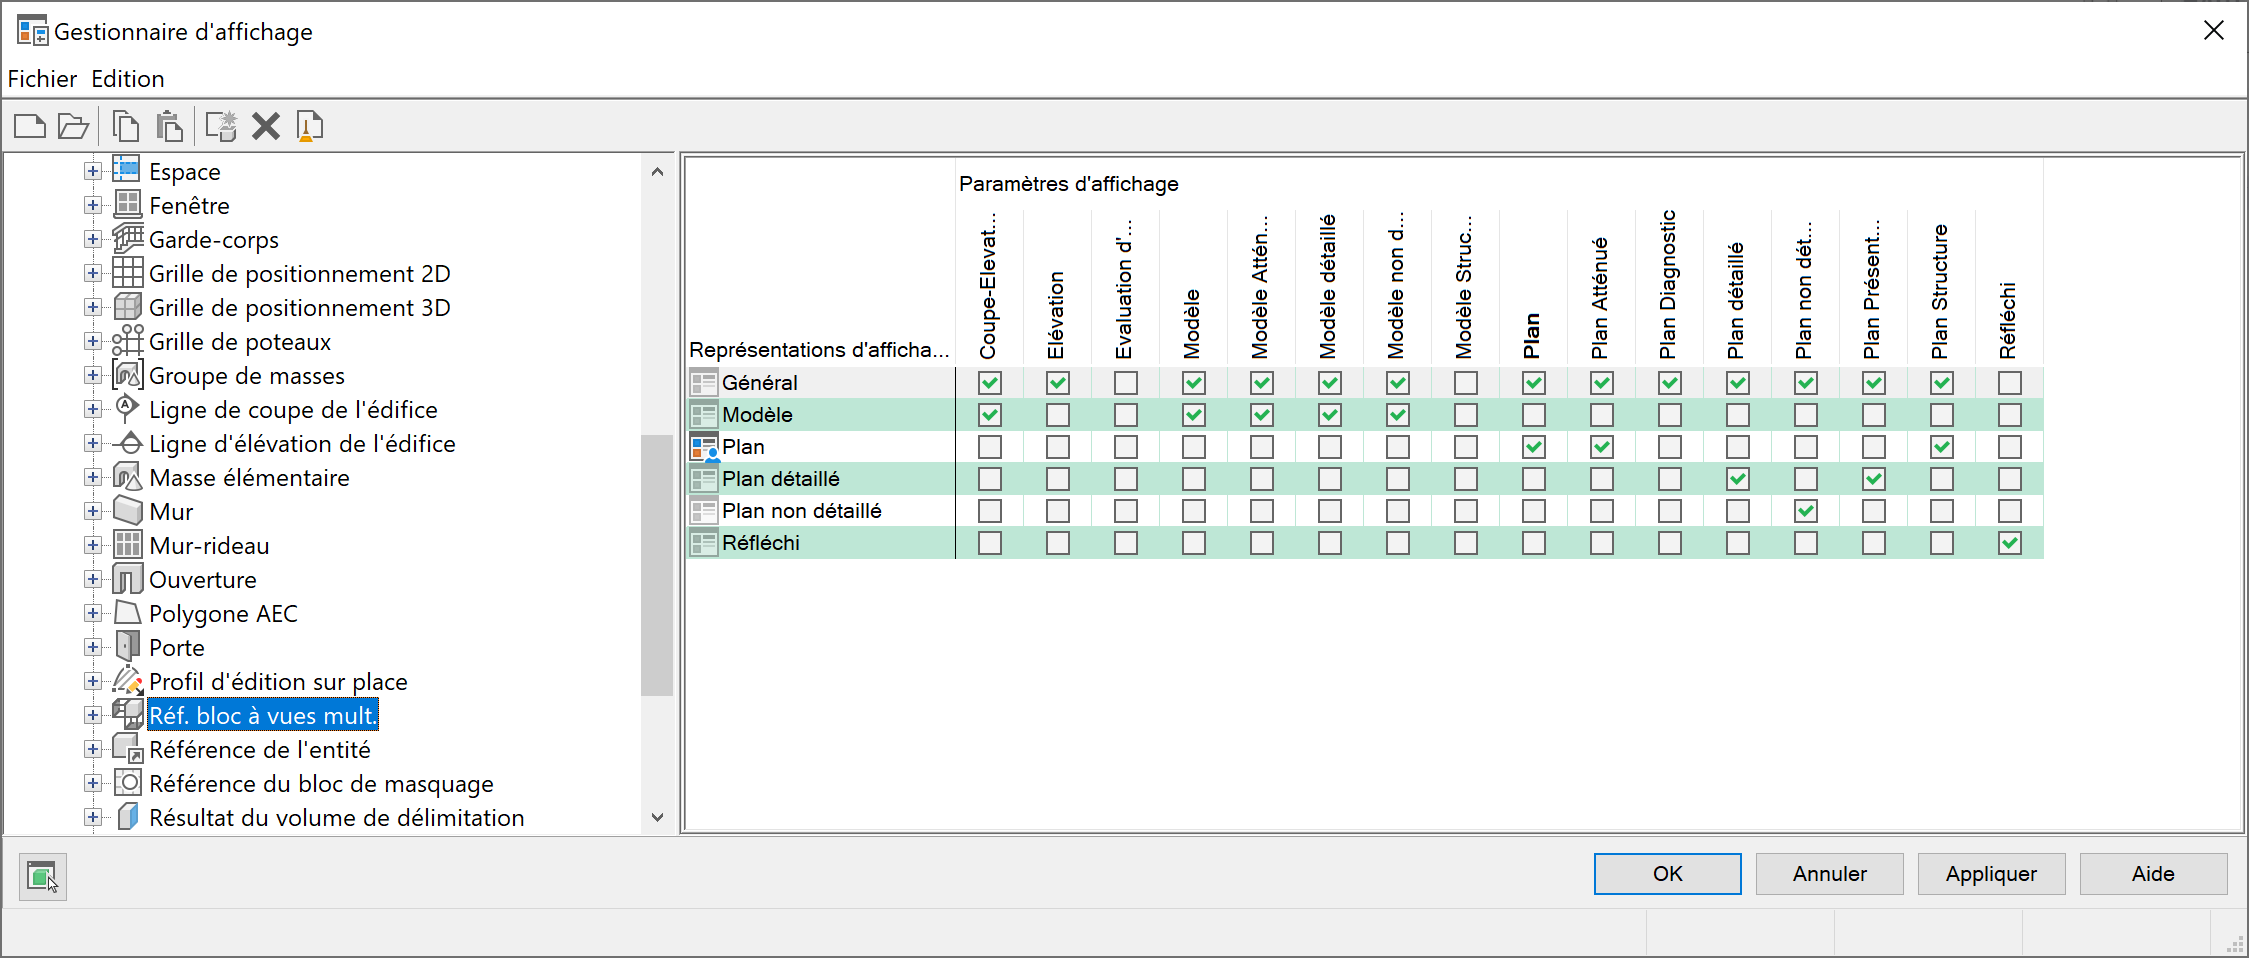 Gestionnaire d'affichage
Fichier Edition
Espace
Fenêtre
Garde-corps
Grille de positionnement 2D
Grille de positionnement 3D
Grille de poteaux
Groupe de masses
Ligne de coupe de l'édifice
Ligne d'élévation de l'édifice
Masse élémentaire
Mur
Mur-rideau
Ouverture
Polygone AEC
Porte
Profil d'édition sur place
Réf. bloc à vues mult.
Référence de l'entité
Référence du bloc de masquage
Résultat du volume de délimitation
Paramètres d'affichage
Représentations d'afficha...
Coupe-Elevat...
Elévation
Evaluation d'...
Modèle
Modèle Attén...
Modèle détaillé
Modèle non d...
Modèle Struc...
Plan
Plan Atténué
Plan Diagnostic
Plan détaillé
Plan non dét...
Plan Présent...
Plan Structure
Réfléchi
Général
Modèle
Plan
Plan détaillé
Plan non détaillé
Réfléchi
OK
Annuler
Appliquer
Aide